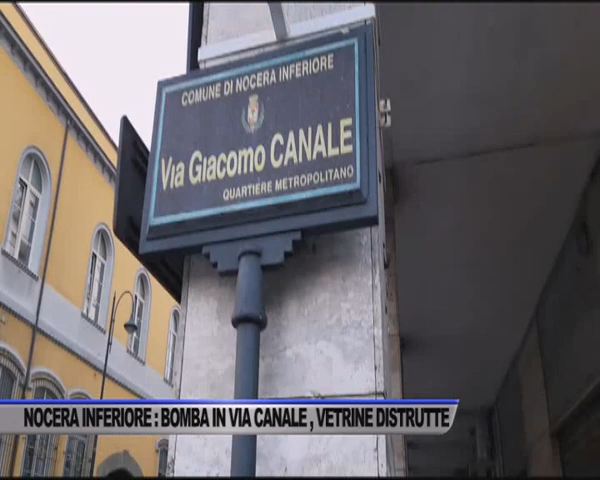 COMUNE DI NOCERA INFERIORE
Via Giacomo CANALE
QUARTIERE METROPOLITANO
NOCERA INFERIORE : BOMBA IN VIA CANALE , VETRINE DISTRUTTE